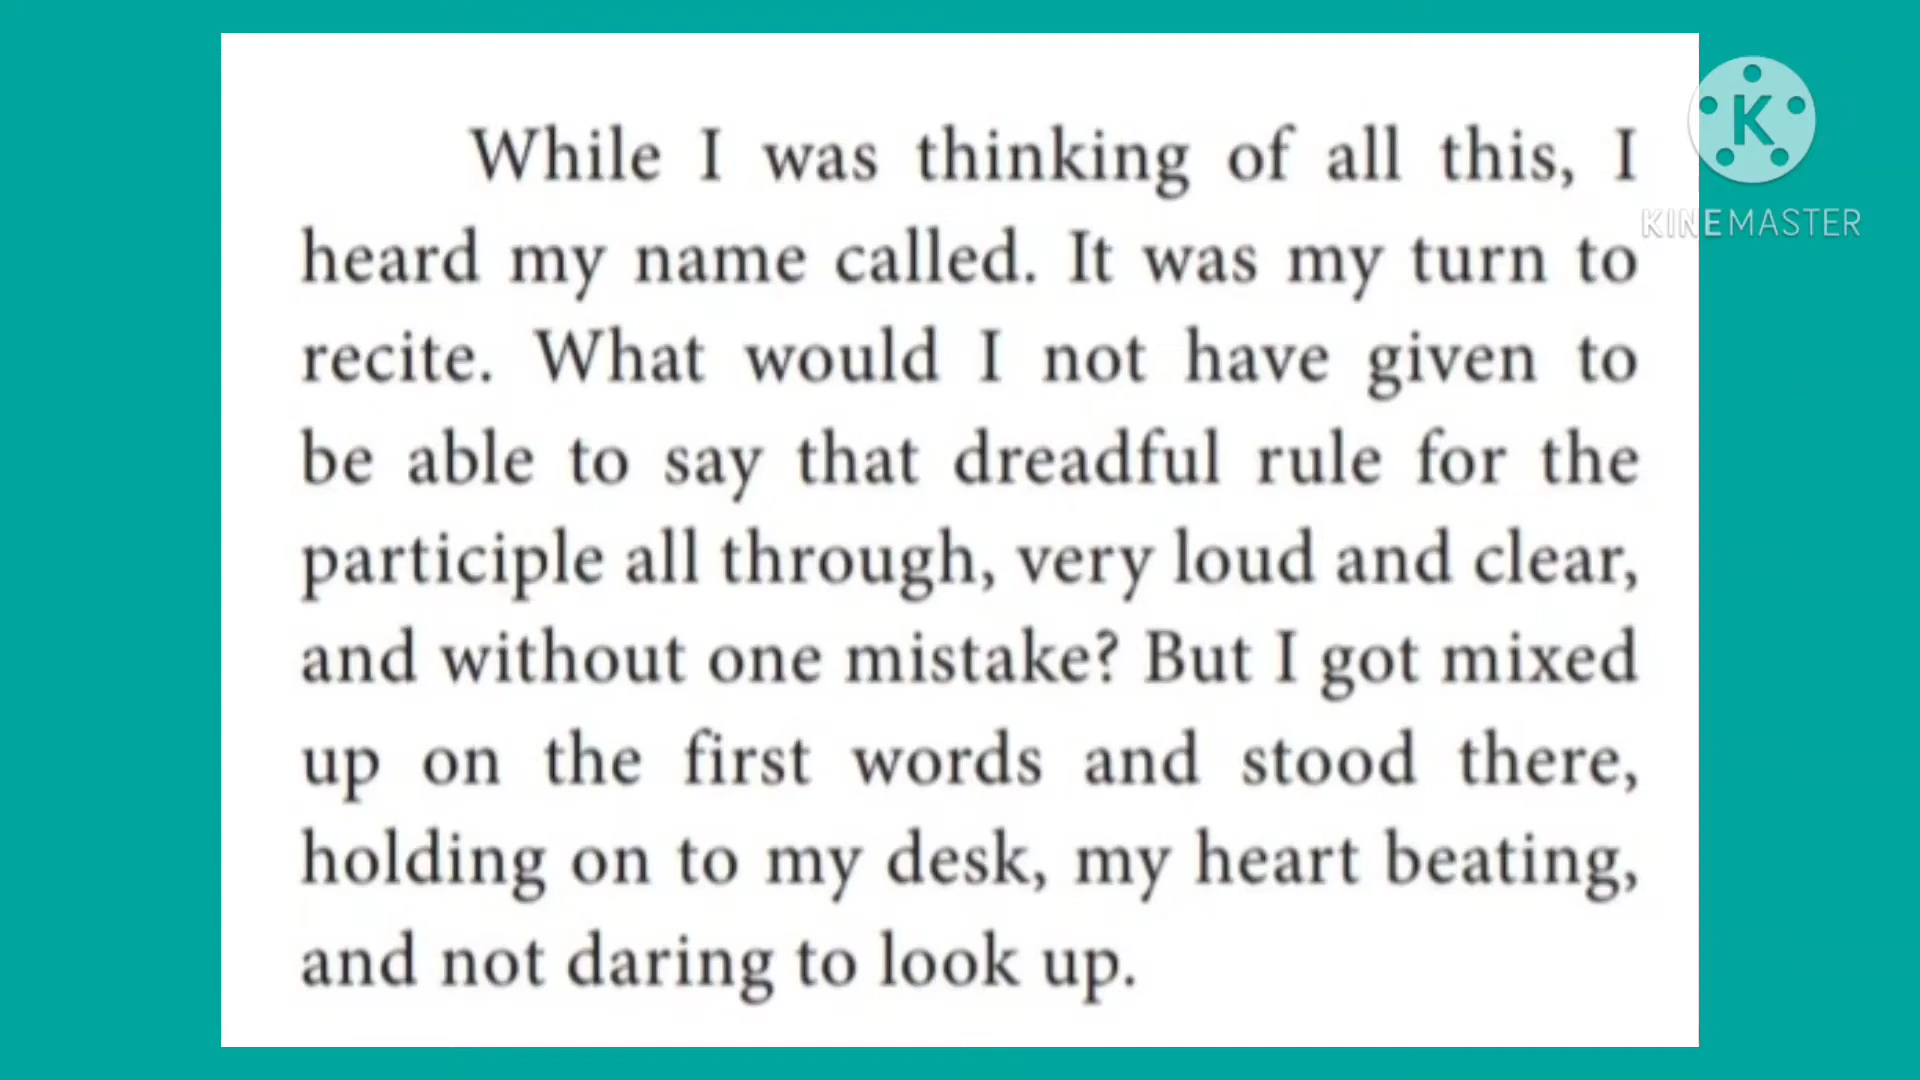 While I was thinking of all this, I
heard my name called. It was my turn to
recite. What would I not have given to
be able to say that dreadful rule for the
participle all through, very loud and clear,
and without one mistake? But I got mixed
up on the first words and stood there,
holding on to my desk, my heart beating,
and not daring to look up.
K
KINEMASTER